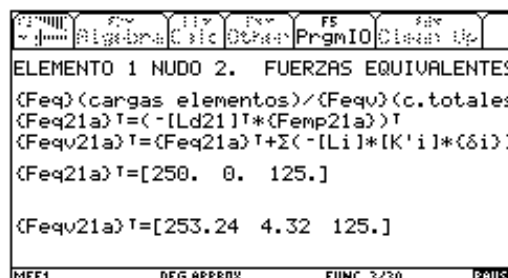 F5
Algebra Calc Other PrgmIO Clean Up
ELEMENTO 1 NUDO 2. FUERZAS EQUIVALENTES
{Feq}(cargas elementos)/{Feqv}(c.totales
{Feq21a}ᵀ=(-[Ld21]ᵀ*{Femp21a})ᵀ
{Feqv21a}ᵀ={Feq21a}ᵀ+Σ(-[Li]*[K'i]*{δi})
{Feq21a}ᵀ=[250. 0. 125.]
{Feqv21a}ᵀ=[253.24 4.32 125.]
MEF1 DEG APPROX FUNC 3/30 PAUSE